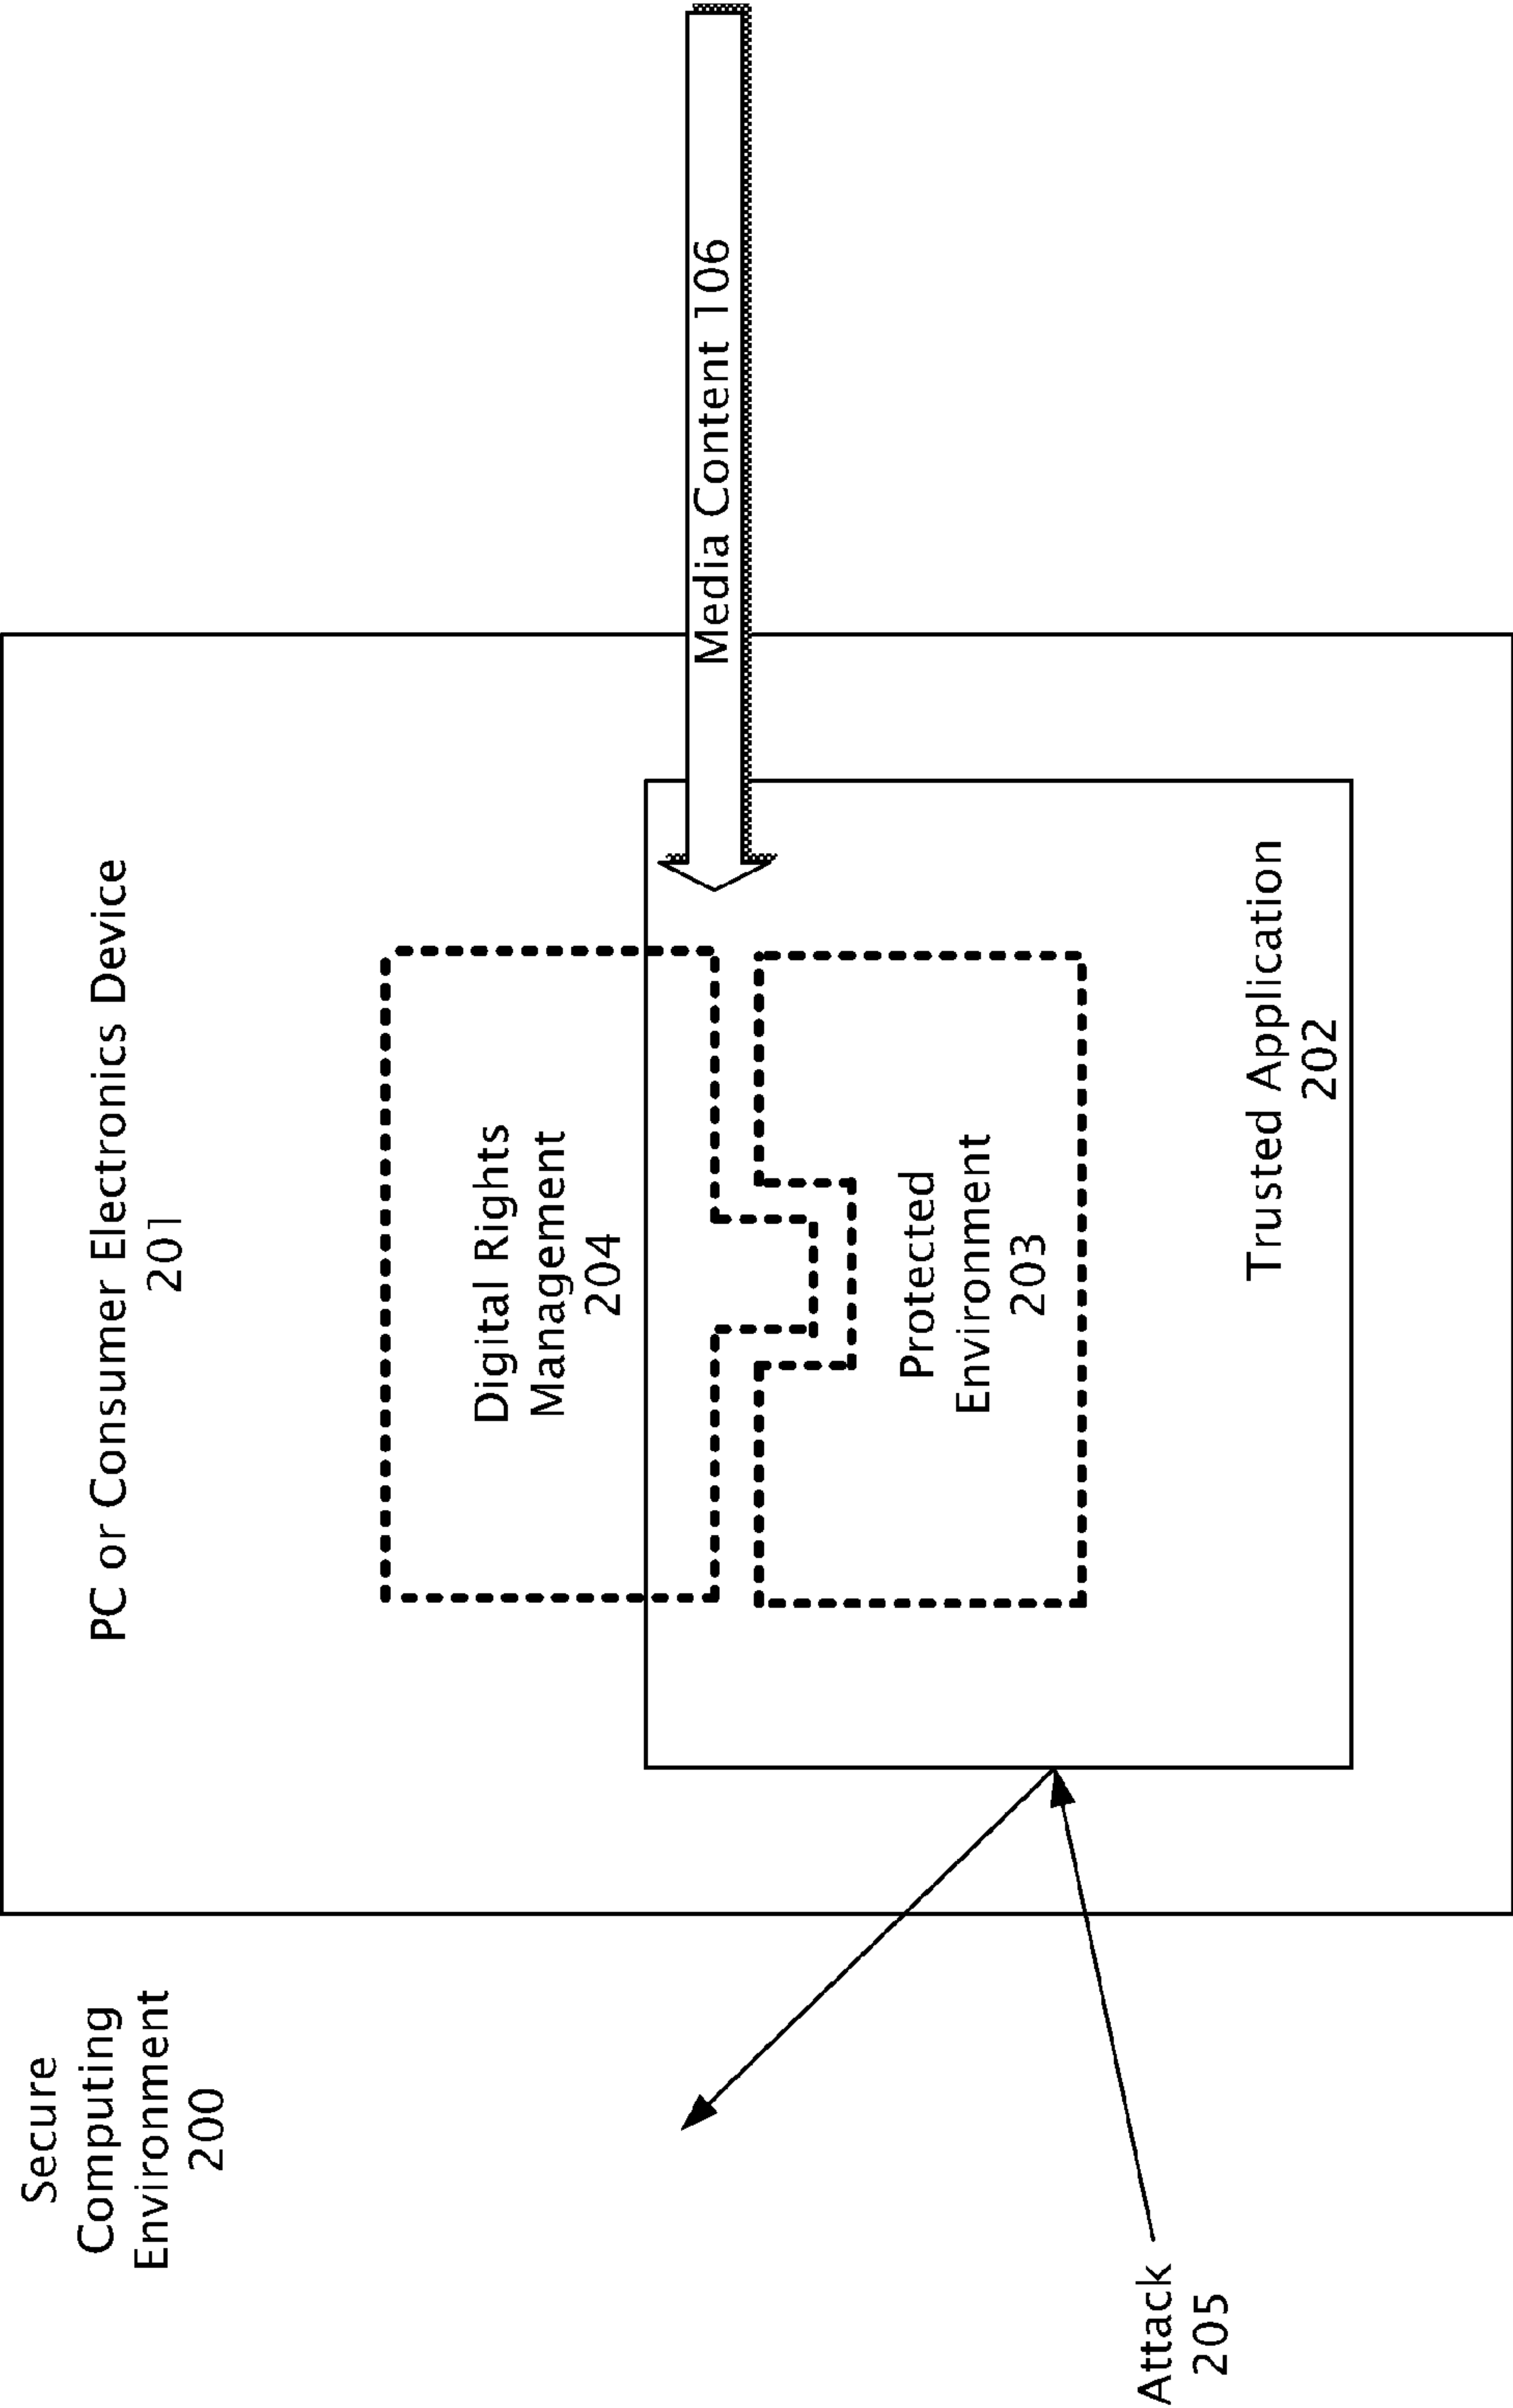 Secure
Computing
Environment
200
PC or Consumer Electronics Device
201
Digital Rights
Management
204
Media Content 106
Protected
Environment
203
Attack
205
Trusted Application
202